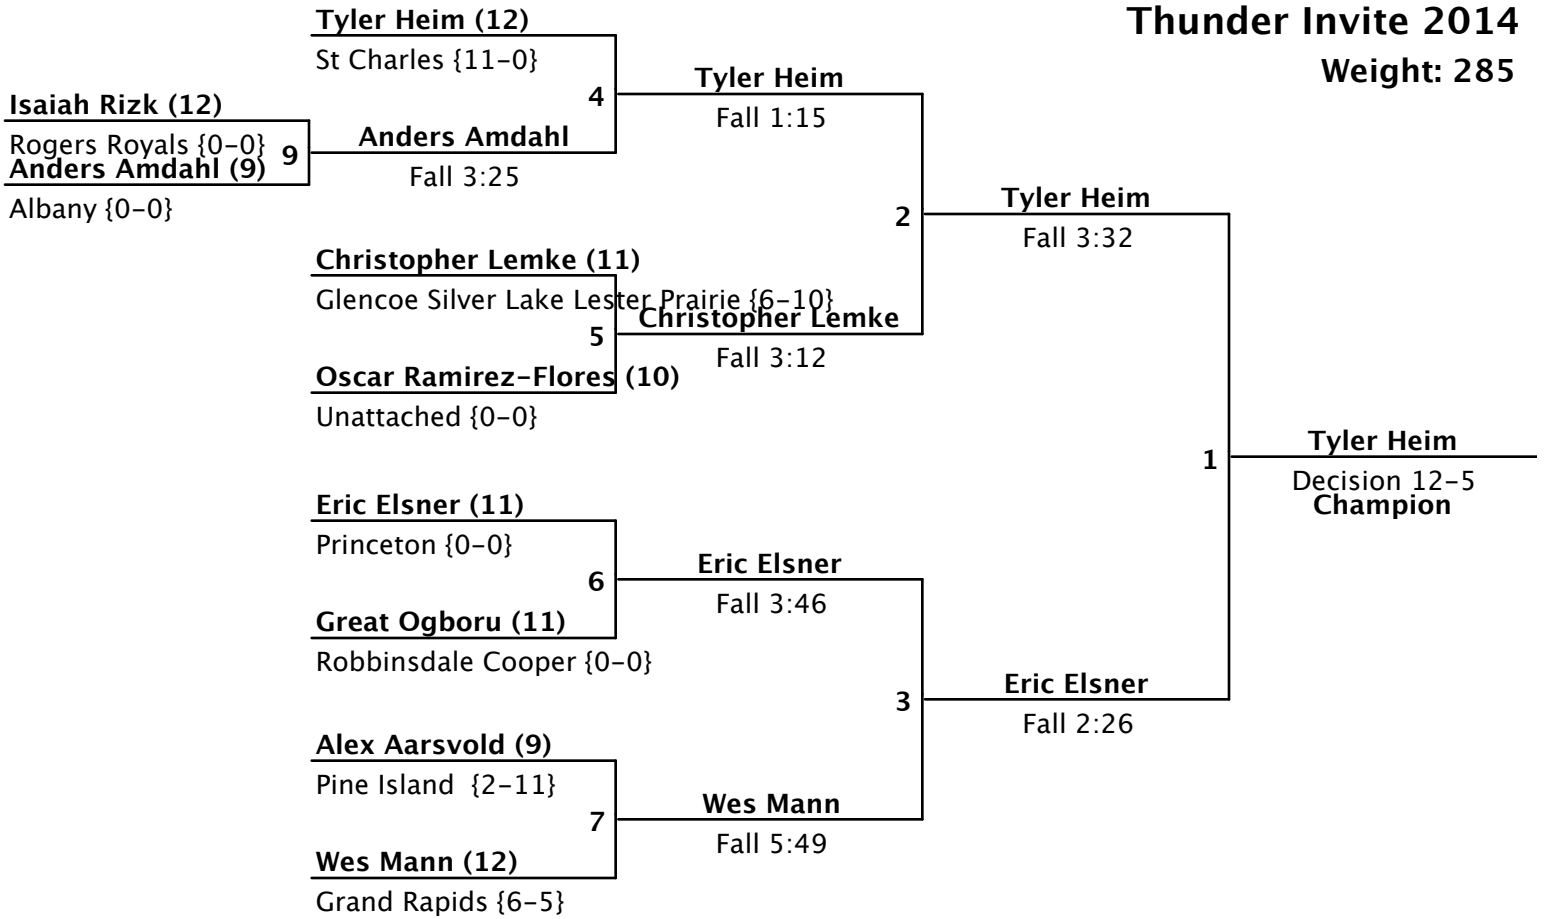 Thunder Invite 2014
Weight: 285
Tyler Heim (12)
St Charles {11-0}
4
Tyler Heim
Fall 1:15
Isaiah Rizk (12)
Rogers Royals {0-0}
9
Anders Amdahl (9)
Albany {0-0}
Anders Amdahl
Fall 3:25
2
Tyler Heim
Fall 3:32
Christopher Lemke (11)
Glencoe Silver Lake Lester Prairie {6-10}
5
Christopher Lemke
Fall 3:12
Oscar Ramirez-Flores (10)
Unattached {0-0}
1
Tyler Heim
Decision 12-5
Champion
Eric Elsner (11)
Princeton {0-0}
6
Eric Elsner
Fall 3:46
Great Ogboru (11)
Robbinsdale Cooper {0-0}
3
Eric Elsner
Fall 2:26
Alex Aarsvold (9)
Pine Island  {2-11}
7
Wes Mann
Fall 5:49
Wes Mann (12)
Grand Rapids {6-5}